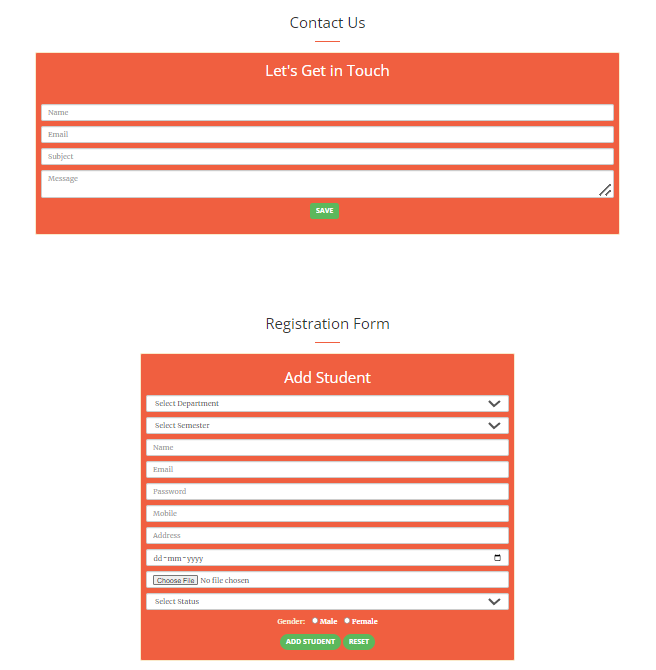 Contact Us
Let's Get in Touch
Name
Email
Subject
Message
SAVE
Registration Form
Add Student
Select Department
Select Semester
Name
Email
Password
Mobile
Address
dd-mm-yyyy
Choose File No file chosen
Select Status
Gender: Male Female
ADD STUDENT RESET